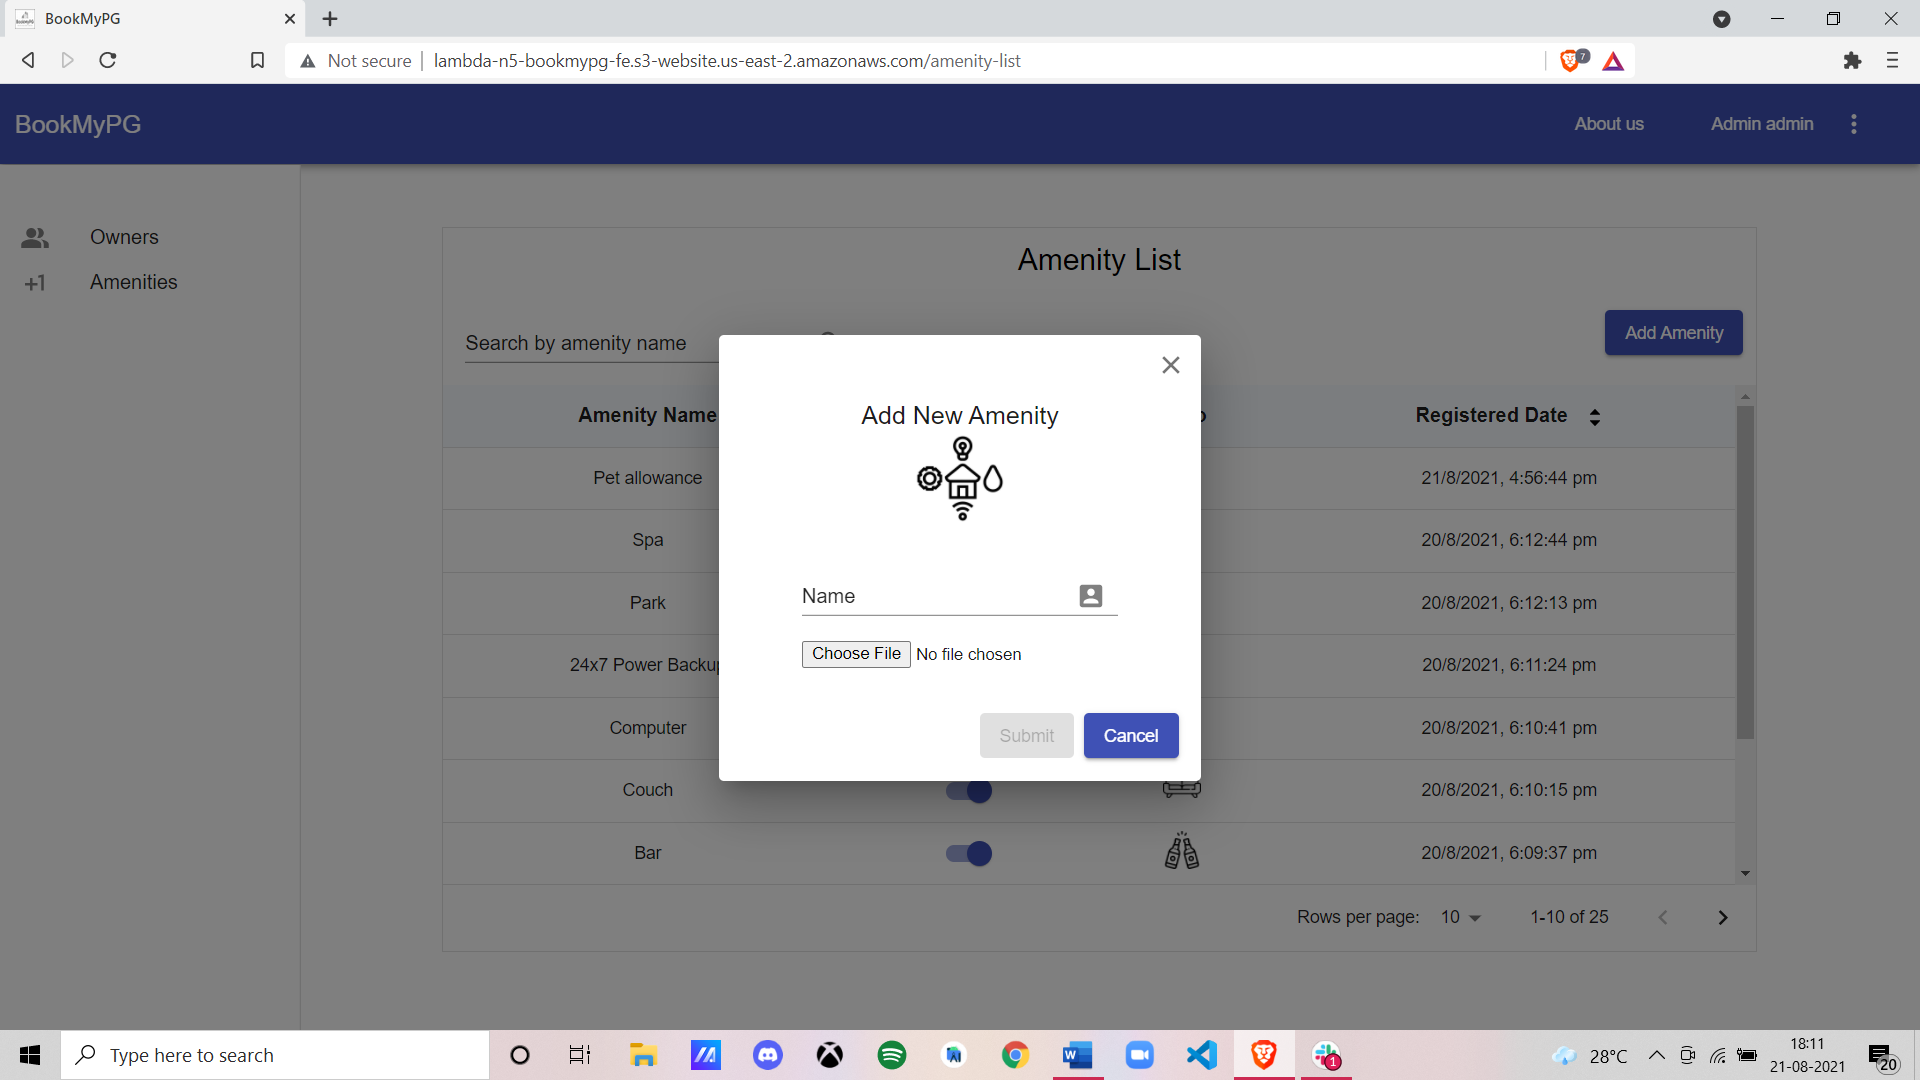 BookMyPG
Not secure
lambda-n5-bookmypg-fe.s3-website.us-east-2.amazonaws.com/amenity-list
7
BookMyPG
About us
Admin admin
Owners
+1 Amenities
Amenity List
Search by amenity name
Add Amenity
Amenity Name
Registered Date
Add New Amenity
Name
Choose File No file chosen
Submit
Cancel
Pet allowance 21/8/2021, 4:56:44 pm
Spa 20/8/2021, 6:12:44 pm
Park 20/8/2021, 6:12:13 pm
24x7 Power Backup 20/8/2021, 6:11:24 pm
Computer 20/8/2021, 6:10:41 pm
Couch 20/8/2021, 6:10:15 pm
Bar 20/8/2021, 6:09:37 pm
Rows per page: 10 1-10 of 25
Type here to search
W
1
28°C
18:11
21-08-2021
20